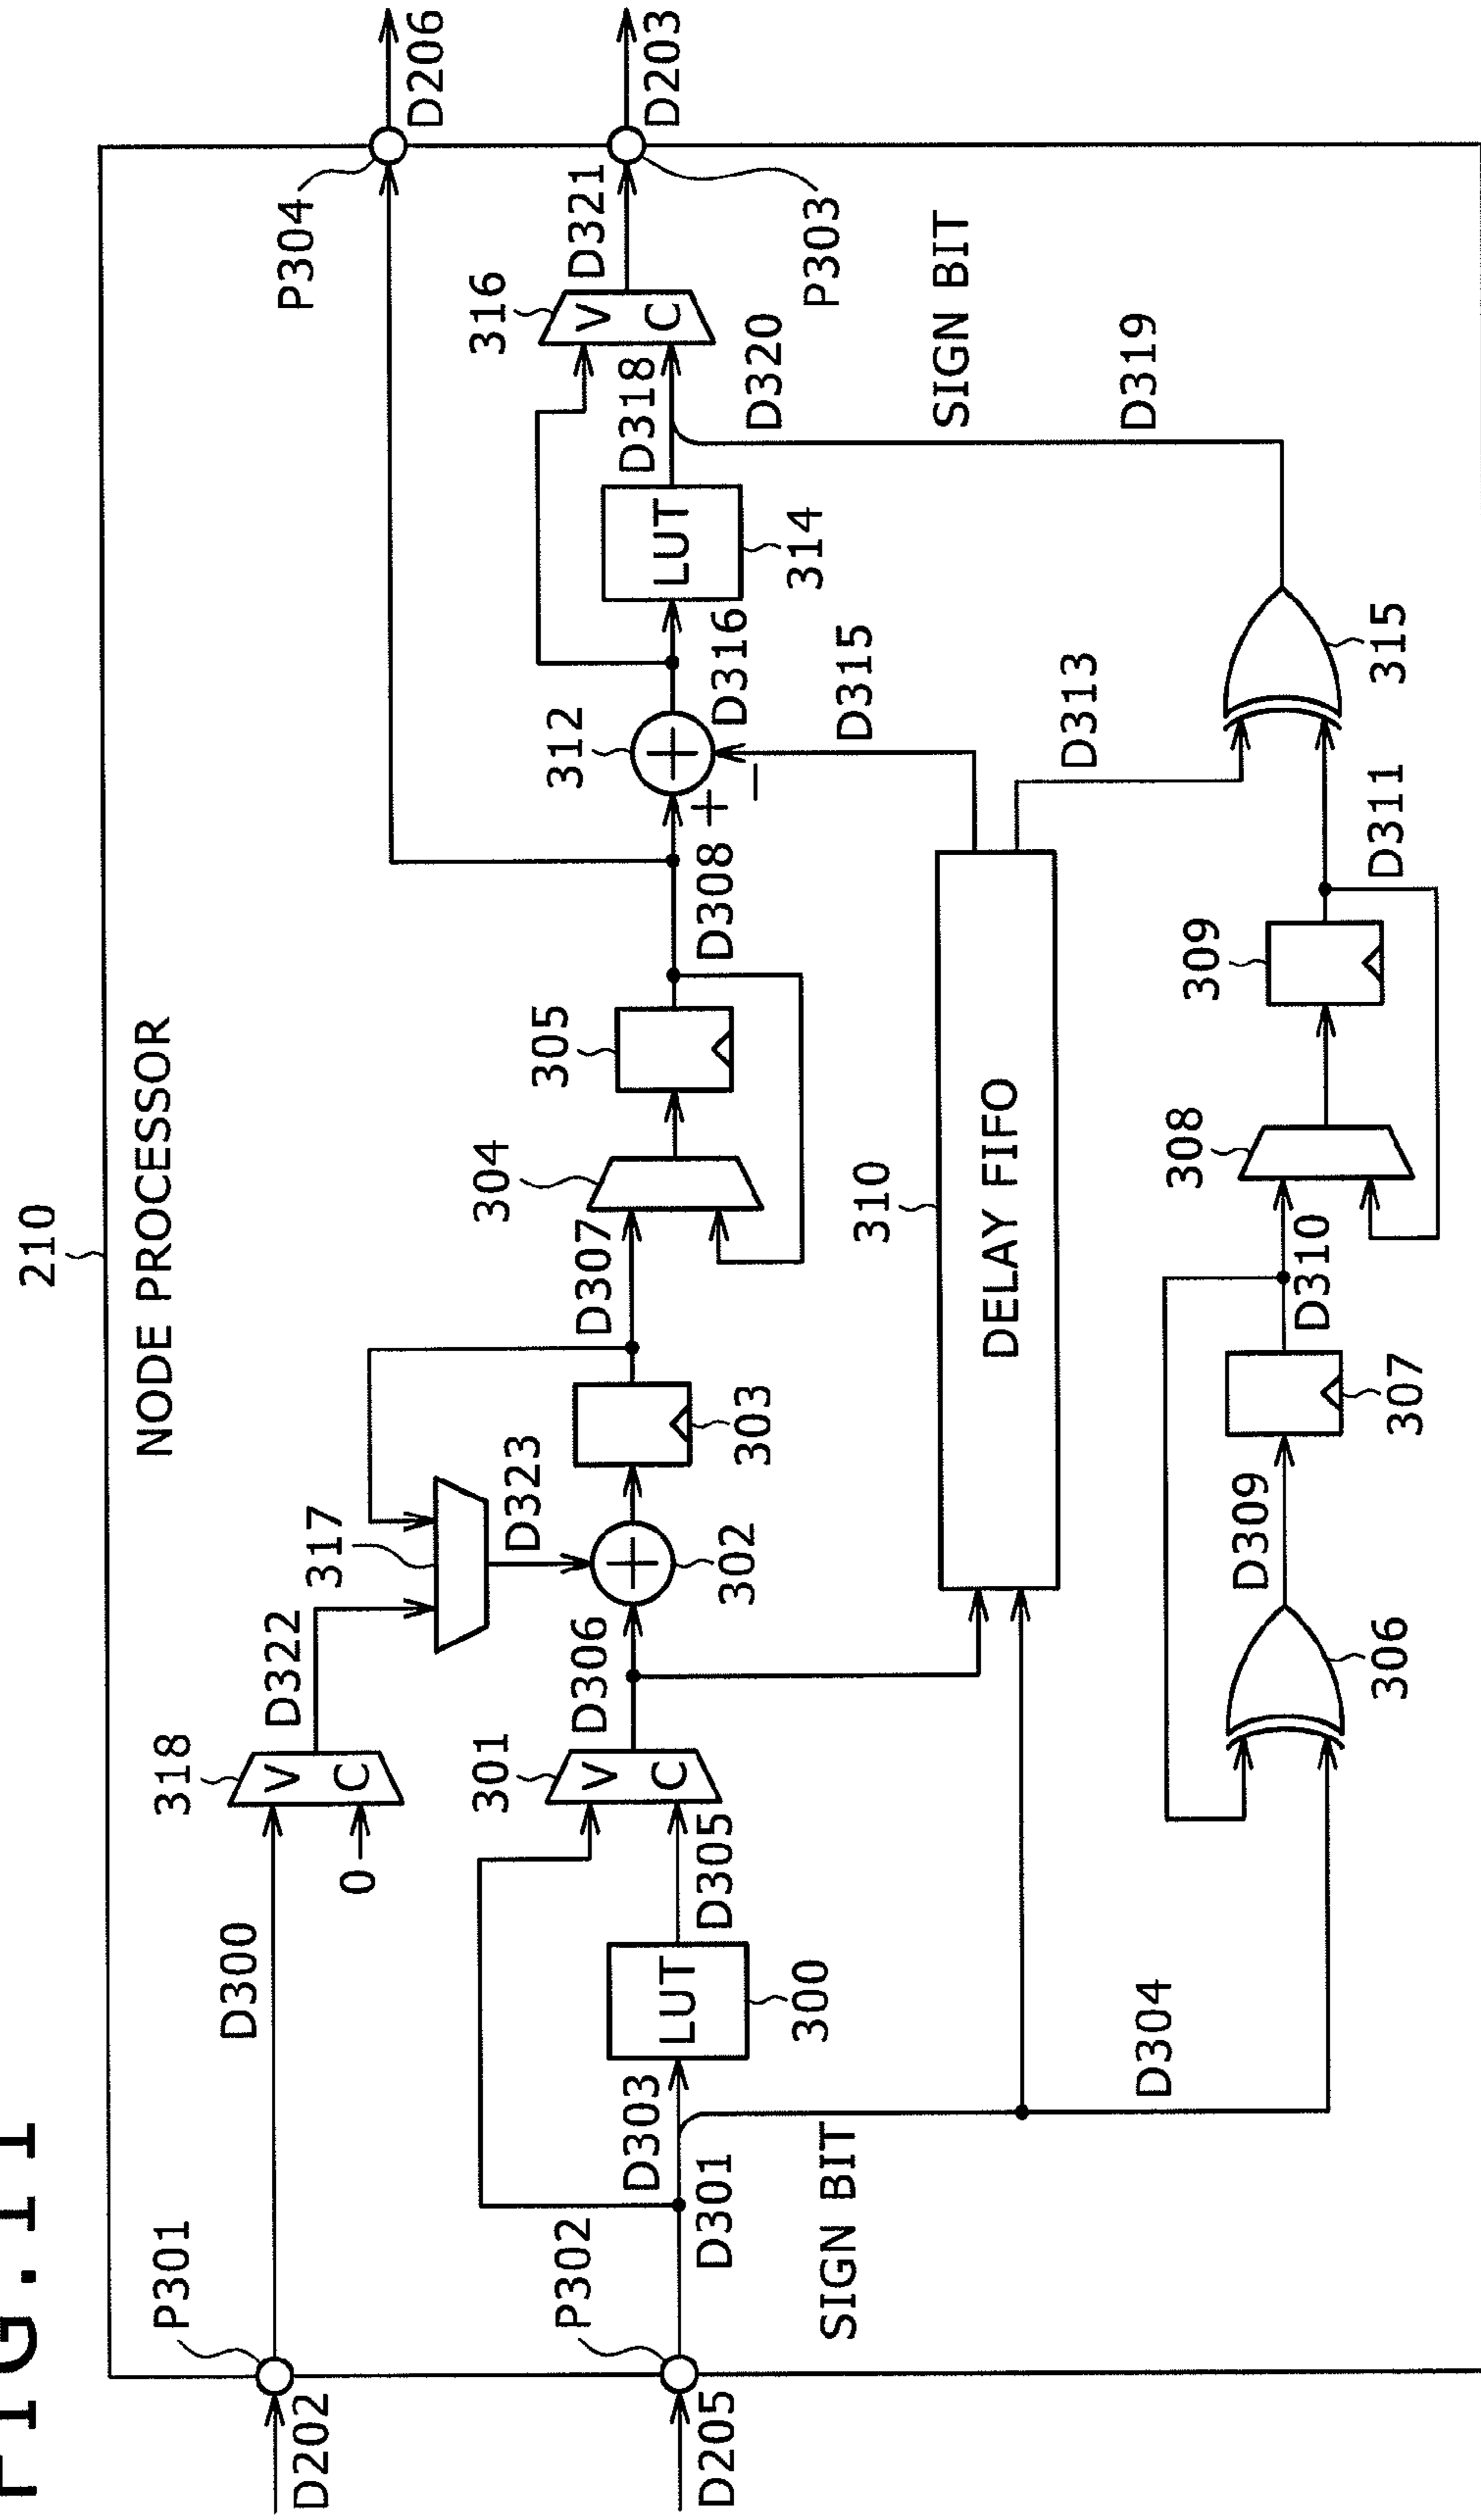 FIG. 11
210
NODE PROCESSOR
P301
D202
D300
318
V
C
0
D322
317
D323
P304
D206
P302
D205
D301
D303
SIGN BIT
LUT
300
D305
301
V
C
D306
302
303
D307
304
305
D308
+
−
312
D316
LUT
314
D318
316
V
C
D321
D203
P303
D320
SIGN BIT
D319
310
DELAY FIFO
D315
D313
D304
306
D309
307
D310
308
309
D311
315